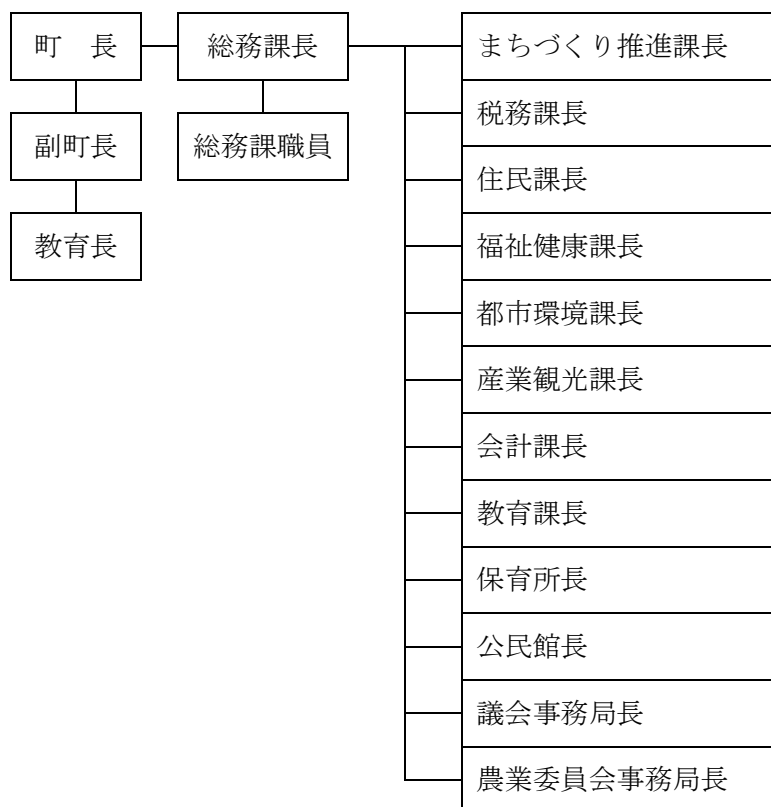 町　長
総務課長
まちづくり推進課長
副町長
総務課職員
税務課長
住民課長
教育長
福祉健康課長
都市環境課長
産業観光課長
会計課長
教育課長
保育所長
公民館長
議会事務局長
農業委員会事務局長